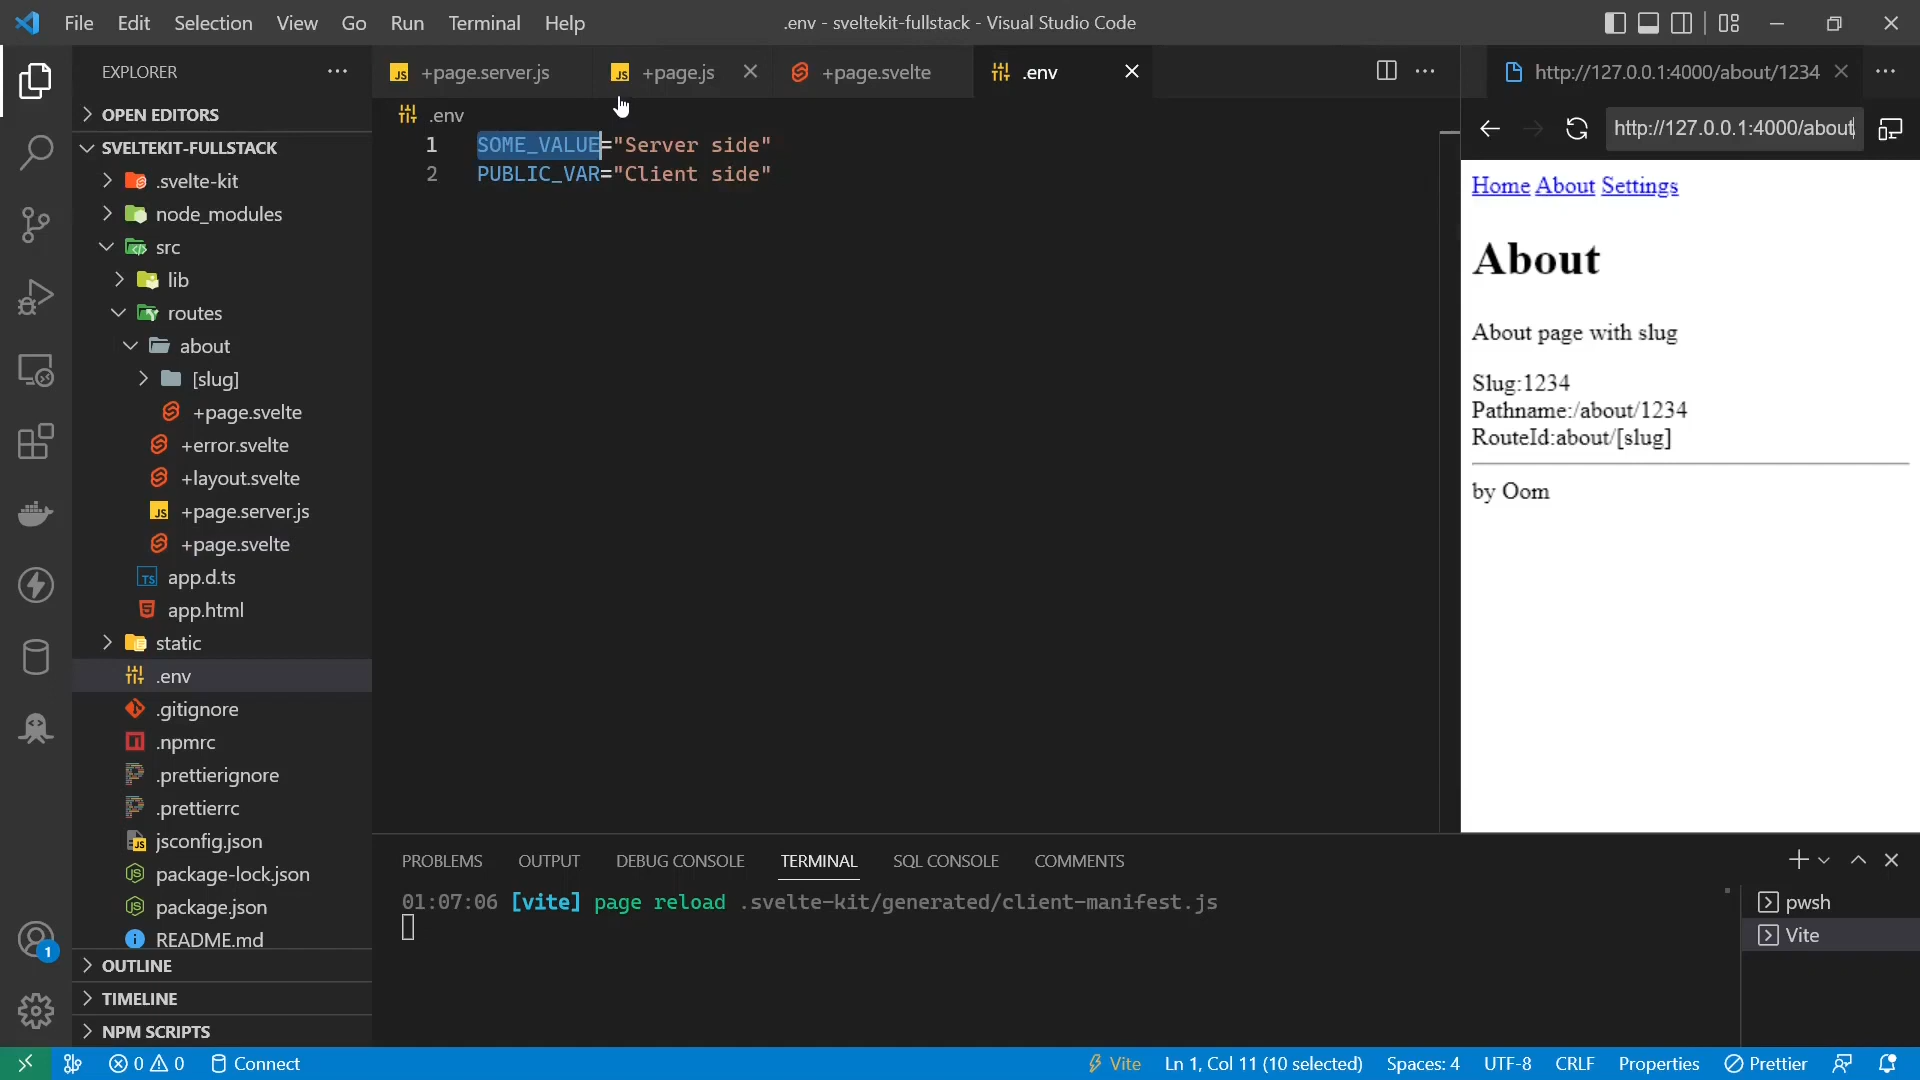 File Edit Selection View Go Run Terminal Help .env - sveltekit-fullstack - Visual Studio Code
EXPLORER
OPEN EDITORS
SVELTEKIT-FULLSTACK
.svelte-kit
node_modules
src
lib
routes
about
[slug]
+page.svelte
+error.svelte
+layout.svelte
+page.server.js
+page.svelte
app.d.ts
app.html
static
.env
.gitignore
.npmrc
.prettierignore
.prettierrc
jsconfig.json
package-lock.json
package.json
README.md
OUTLINE
TIMELINE
NPM SCRIPTS
+page.server.js +page.js +page.svelte .env
.env
1 SOME_VALUE="Server side"
2 PUBLIC_VAR="Client side"
http://127.0.0.1:4000/about/1234
http://127.0.0.1:4000/about
Home About Settings
About
About page with slug
Slug:1234
Pathname:/about/1234
RouteId:about/[slug]
by Oom
PROBLEMS OUTPUT DEBUG CONSOLE TERMINAL SQL CONSOLE COMMENTS
01:07:06 [vite] page reload .svelte-kit/generated/client-manifest.js
pwsh
Vite
1
0 0 Connect Vite Ln 1, Col 11 (10 selected) Spaces: 4 UTF-8 CRLF Properties Prettier